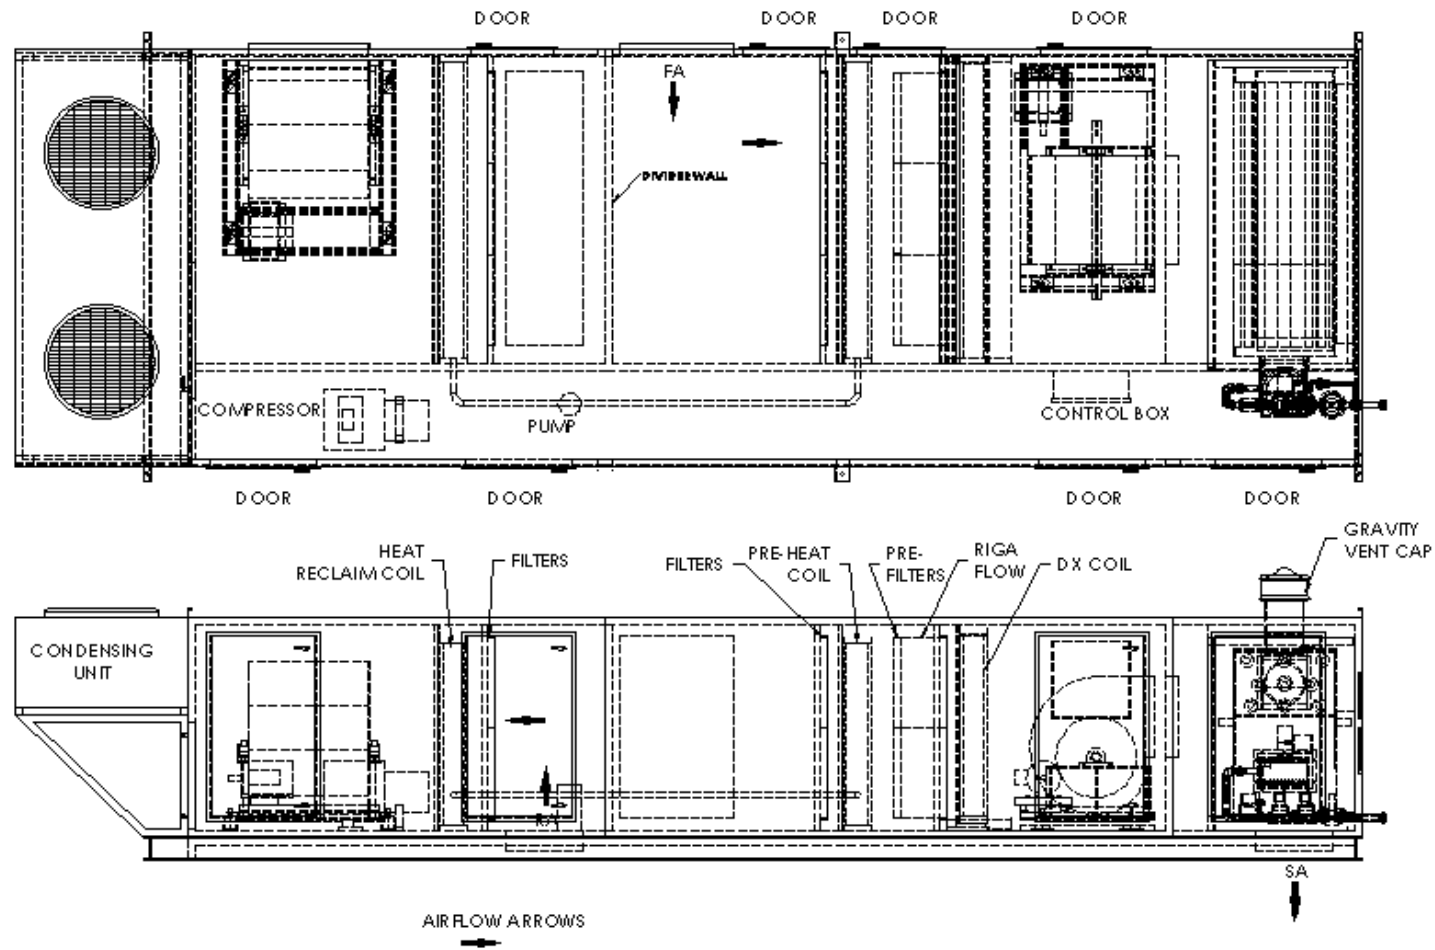 DOOR DOOR DOOR DOOR
FA
DIVIDER WALL
COMPRESSOR
PUMP
CONTROL BOX
DOOR DOOR DOOR DOOR
HEAT
RECLAIM COIL
FILTERS
FILTERS
PRE-HEAT
COIL
PRE-
FILTERS
RIGA
FLOW
DX COIL
GRAVITY
VENT CAP
CONDENSING
UNIT
SA
AIRFLOW ARROWS